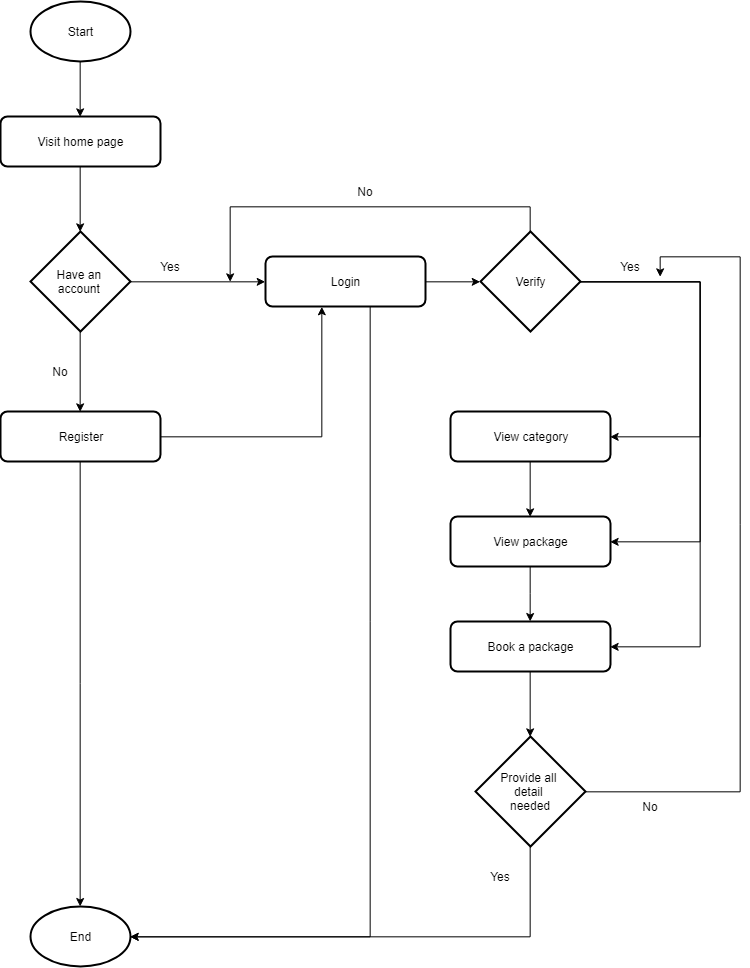 Start
Visit home page
No
Have an
account
Yes
Login
Verify
Yes
No
Register
View category
View package
Book a package
Provide all
detail
needed
No
Yes
End